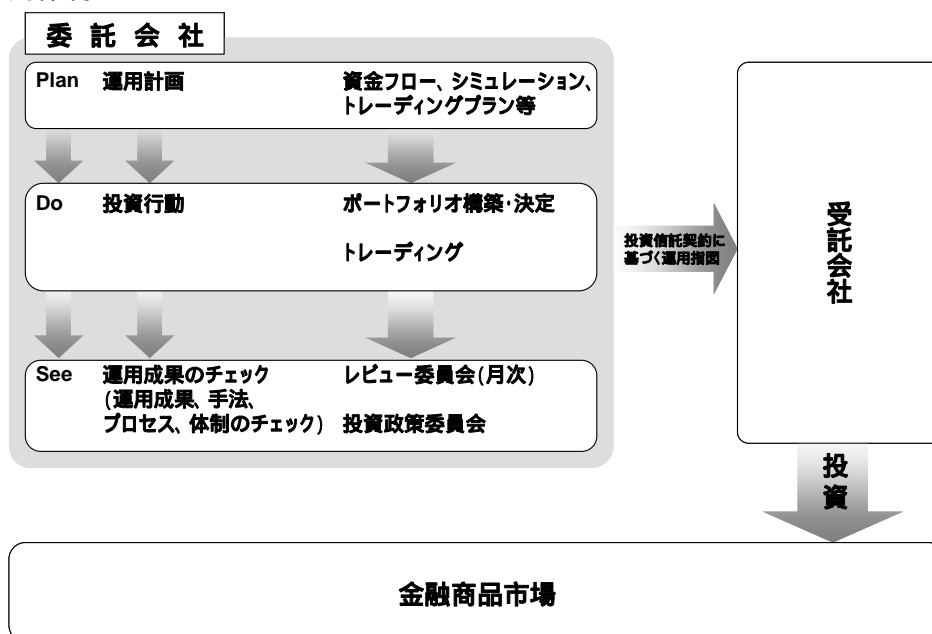 委託会社
Plan 運用計画 資金フロー、シミュレーション、
トレーディングプラン等
Do 投資行動 ポートフォリオ構築・決定
トレーディング
See 運用成果のチェック レビュー委員会(月次)
(運用成果、手法、
プロセス、体制のチェック) 投資政策委員会
投資信託契約に
基づく運用指図
受託会社
投資
金融商品市場